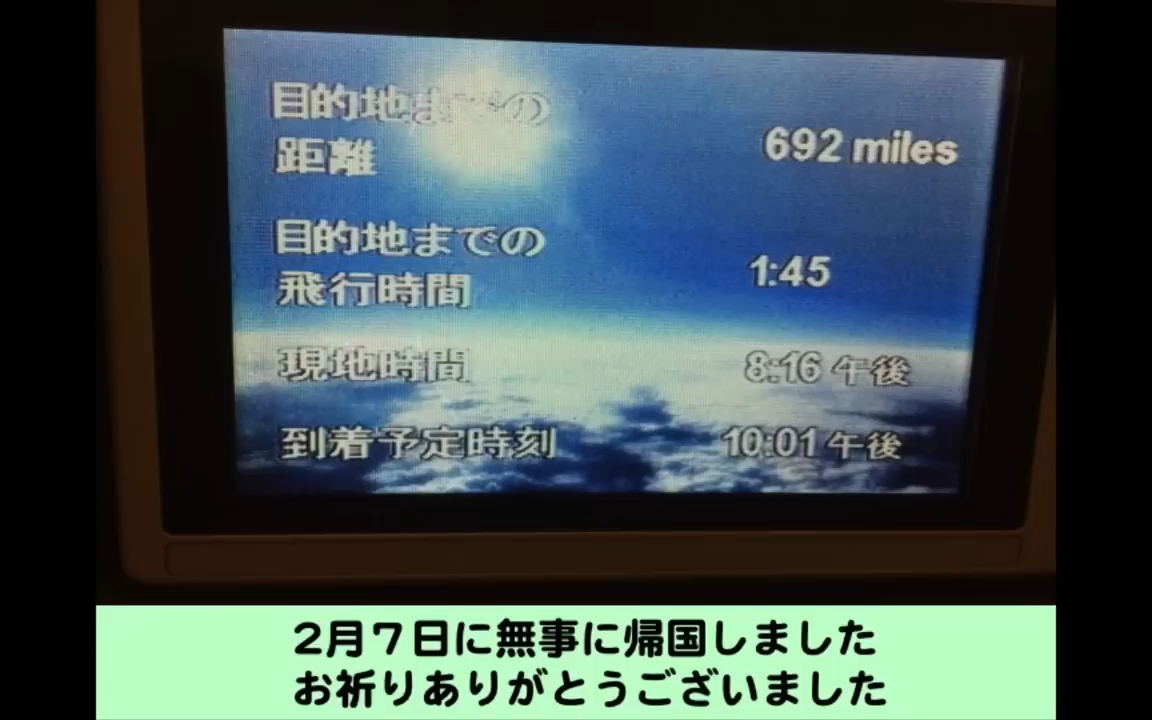 目的地までの
距離
692 miles
目的地までの
飛行時間
1:45
現地時間
8:16 午後
到着予定時刻
10:01 午後
2月7日に無事に帰国しました
お祈りありがとうございました